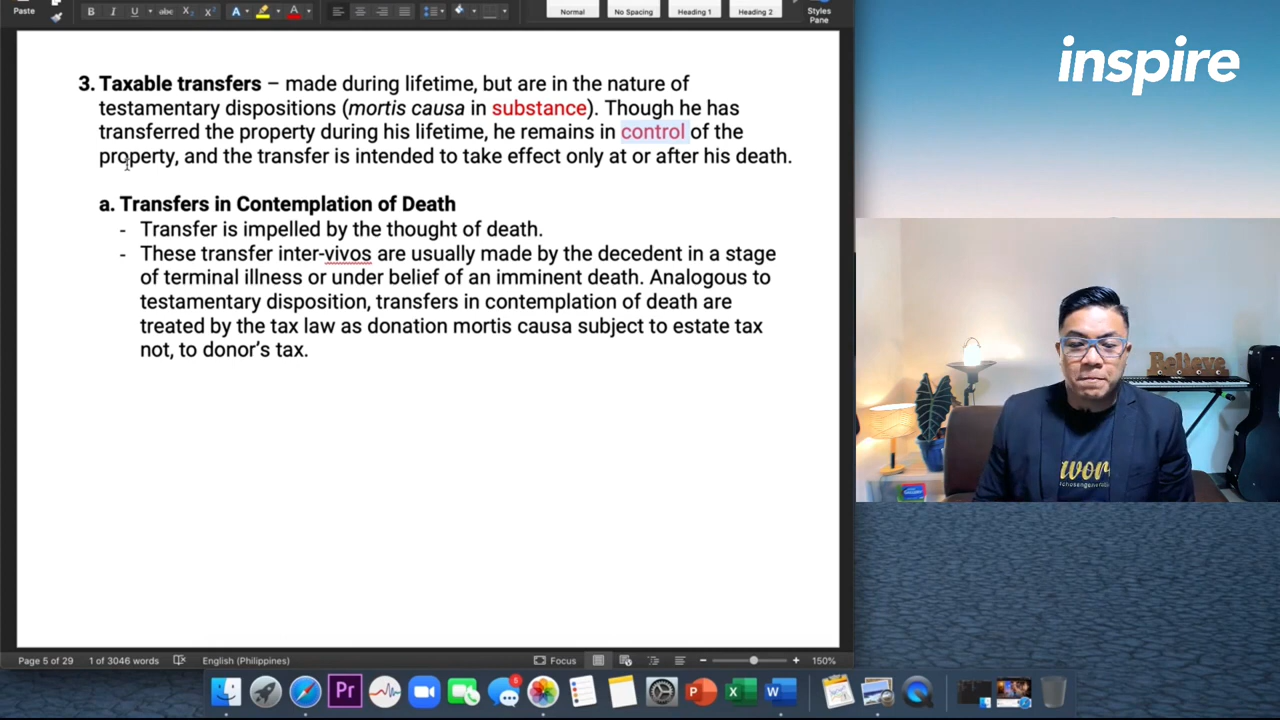 Paste
B I U abc X₂ X² A A
Normal
No Spacing
Heading 1
Heading 2
Styles
Pane
inspire
3. Taxable transfers – made during lifetime, but are in the nature of
testamentary dispositions (mortis causa in substance). Though he has
transferred the property during his lifetime, he remains in control of the
property, and the transfer is intended to take effect only at or after his death.
a. Transfers in Contemplation of Death
- Transfer is impelled by the thought of death.
- These transfer inter-vivos are usually made by the decedent in a stage
of terminal illness or under belief of an imminent death. Analogous to
testamentary disposition, transfers in contemplation of death are
treated by the tax law as donation mortis causa subject to estate tax
not, to donor’s tax.
Believe
wor
Page 5 of 29
1 of 3046 words
English (Philippines)
Focus
150%
Pr
5
P
X
W